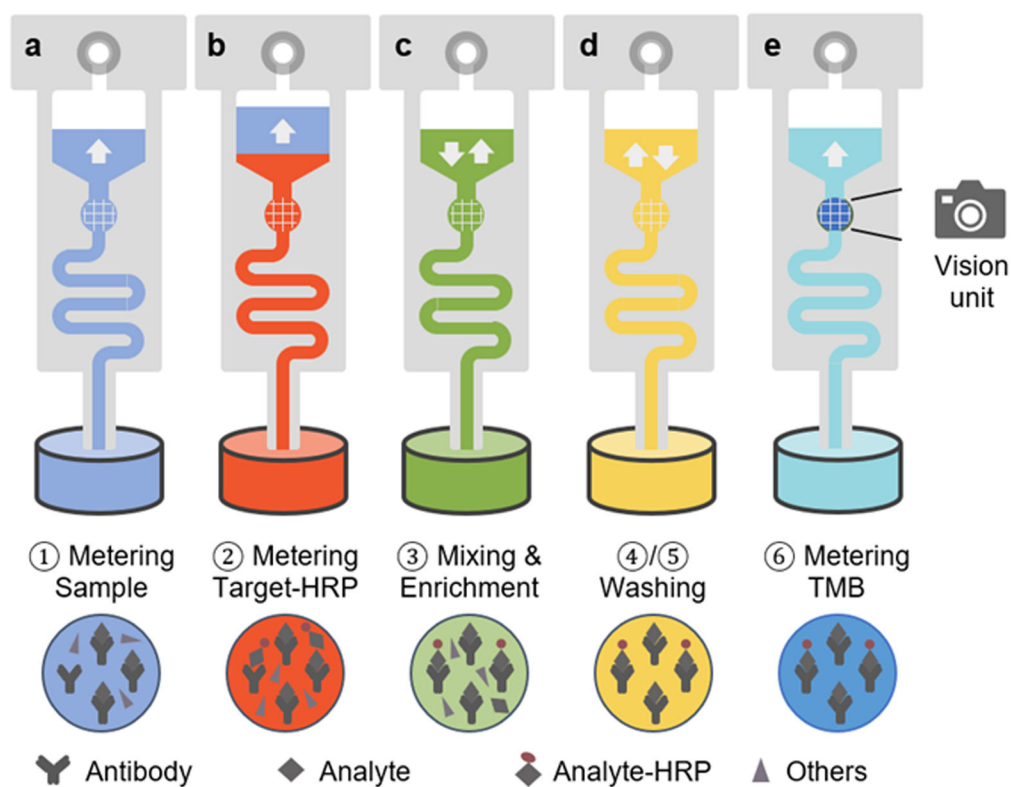 a b c d e
Vision
unit
① Metering
Sample
② Metering
Target-HRP
③ Mixing &
Enrichment
④/⑤
Washing
⑥ Metering
TMB
Antibody
Analyte
Analyte-HRP
Others